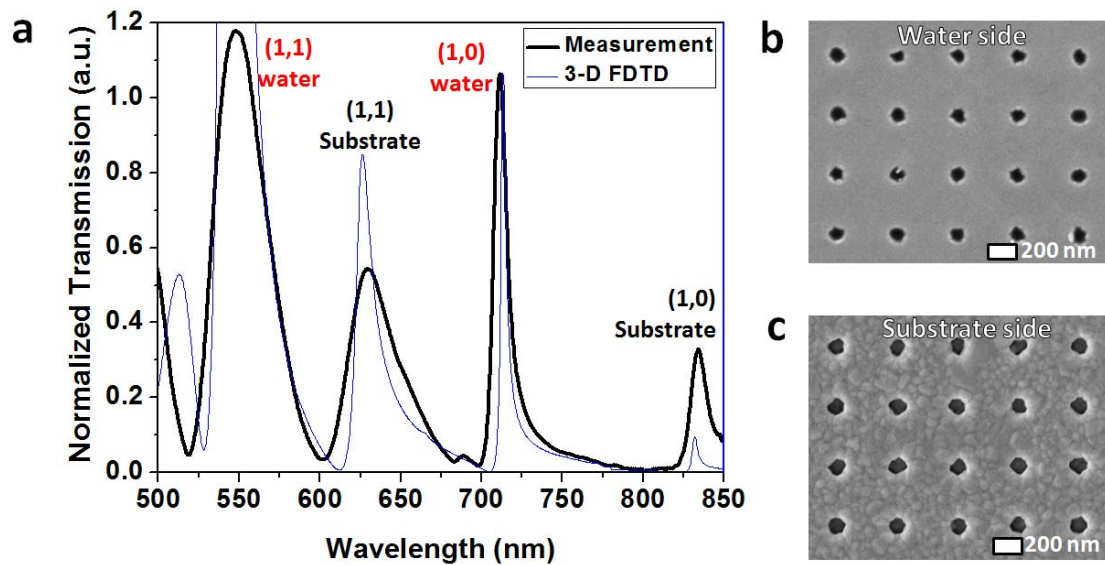 a
Normalized Transmission (a.u.)
1.2
1.0
0.8
0.6
0.4
0.2
0.0
500
550
600
650
700
750
800
850
Wavelength (nm)
(1,1)
water
(1,1)
Substrate
(1,0)
water
(1,0)
Substrate
Measurement
3-D FDTD
b
Water side
200 nm
c
Substrate side
200 nm